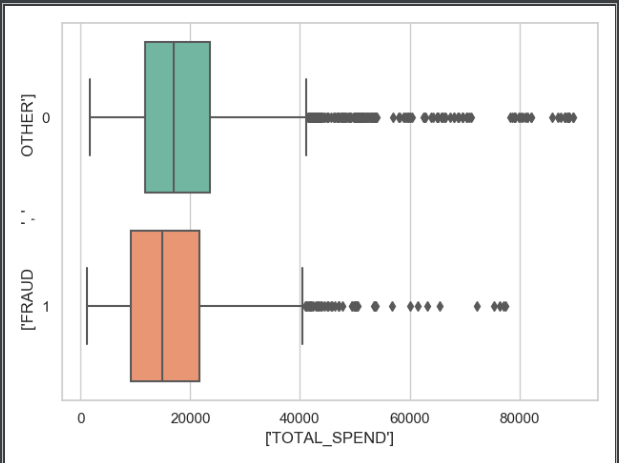 ['FRAUD ',' OTHER']
0
1
0 20000 40000 60000 80000
['TOTAL_SPEND']